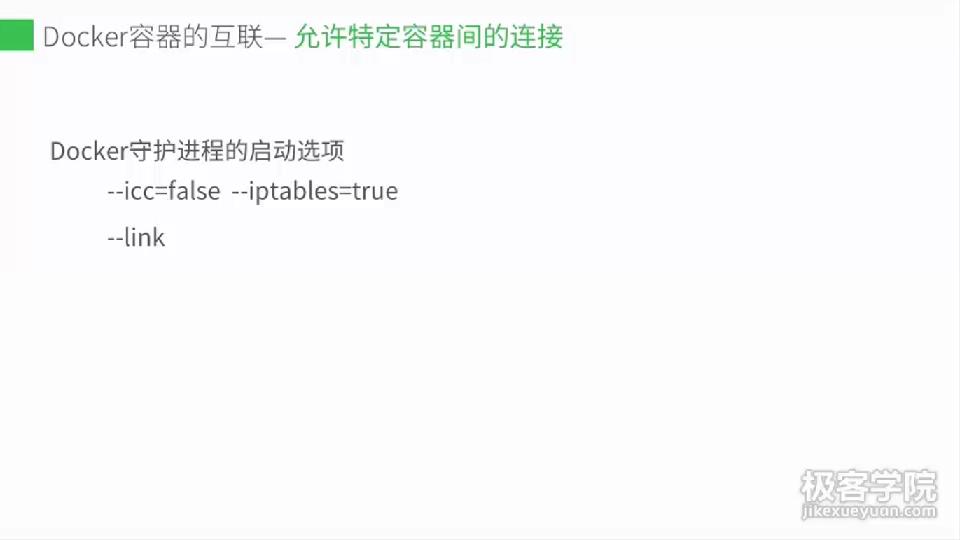 Docker容器的互联— 允许特定容器间的连接
Docker守护进程的启动选项
--icc=false --iptables=true
--link
极客学院
jikexueyuan.com